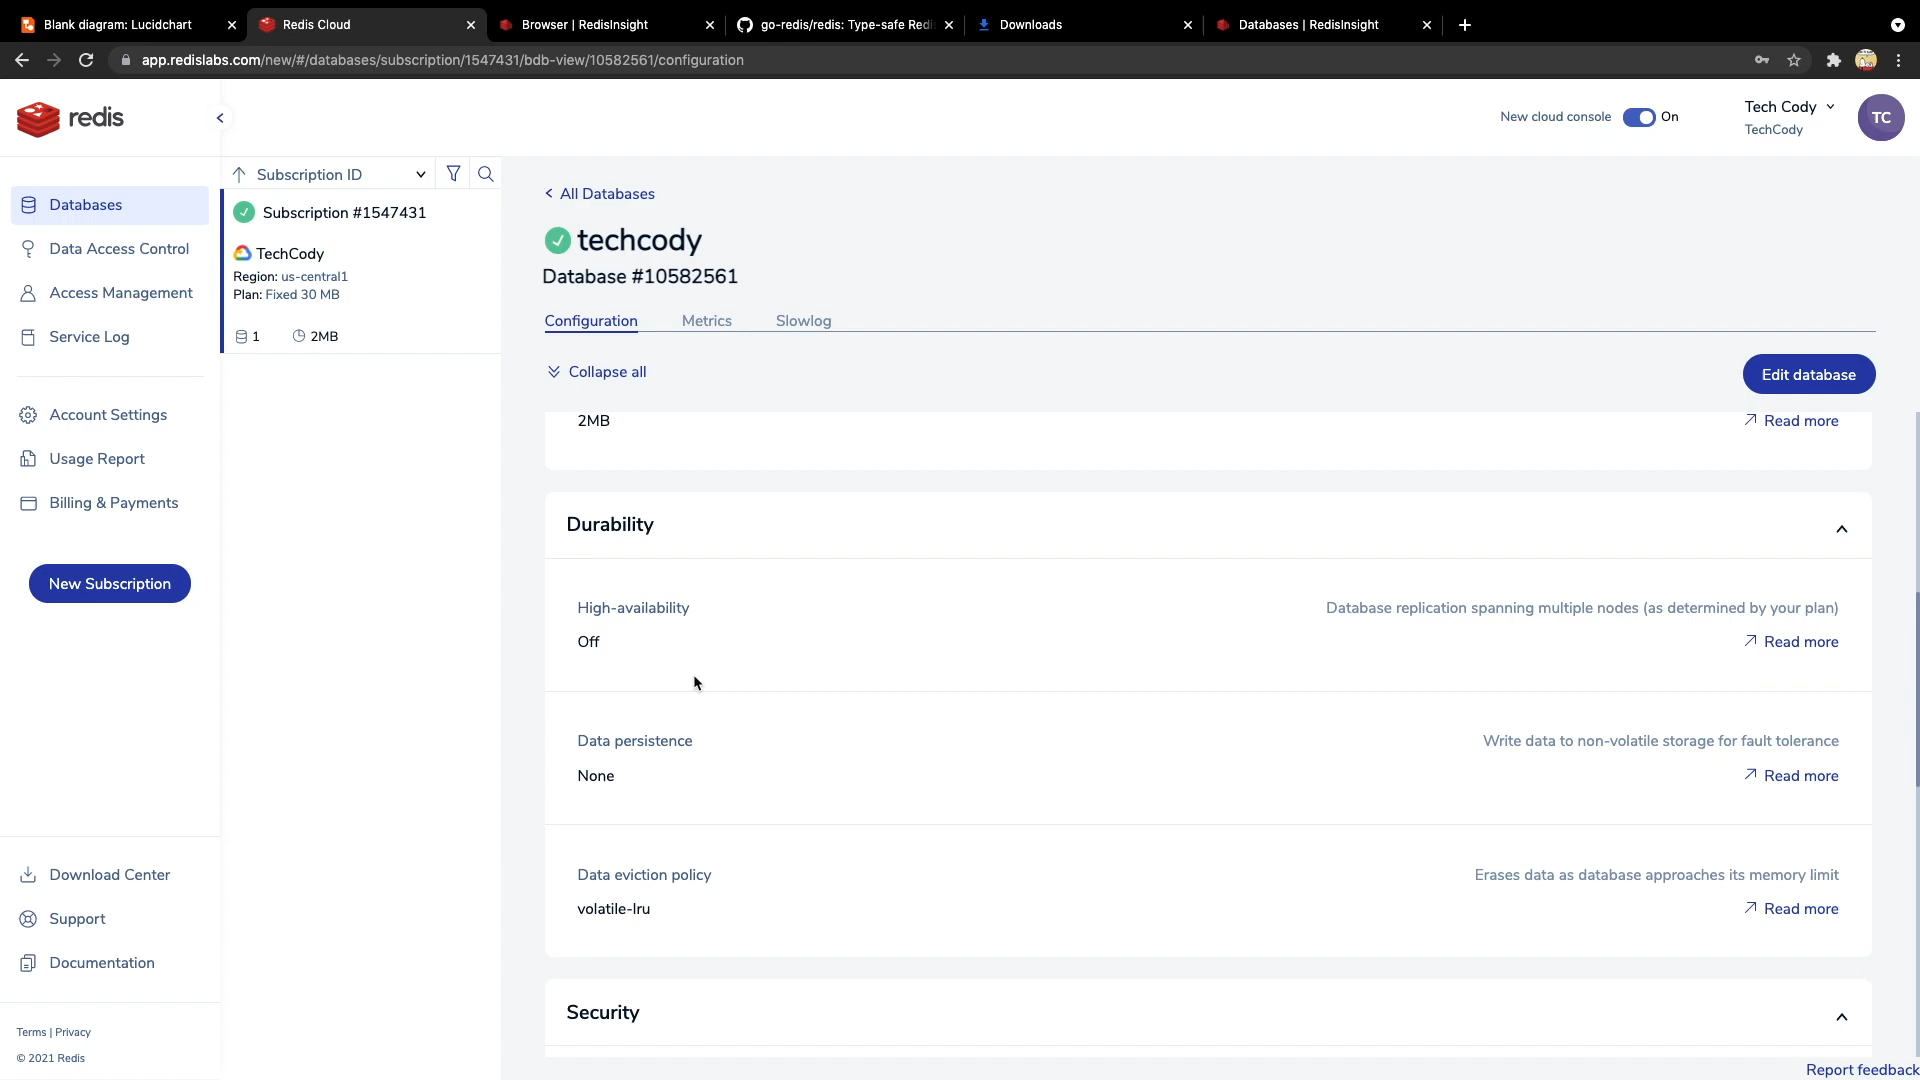 Blank diagram: Lucidchart
Redis Cloud
Browser | RedisInsight
go-redis/redis: Type-safe Redi
Downloads
Databases | RedisInsight
app.redislabs.com/new/#/databases/subscription/1547431/bdb-view/10582561/configuration
redis
New cloud console
On
Tech Cody
TechCody
TC
Databases
Data Access Control
Access Management
Service Log
Account Settings
Usage Report
Billing & Payments
New Subscription
Download Center
Support
Documentation
Terms | Privacy
© 2021 Redis
Subscription ID
Subscription #1547431
TechCody
Region: us-central1
Plan: Fixed 30 MB
1
2MB
All Databases
techcody
Database #10582561
Configuration
Metrics
Slowlog
Collapse all
Edit database
2MB
Read more
Durability
High-availability
Database replication spanning multiple nodes (as determined by your plan)
Off
Read more
Data persistence
Write data to non-volatile storage for fault tolerance
None
Read more
Data eviction policy
Erases data as database approaches its memory limit
volatile-lru
Read more
Security
Report feedback